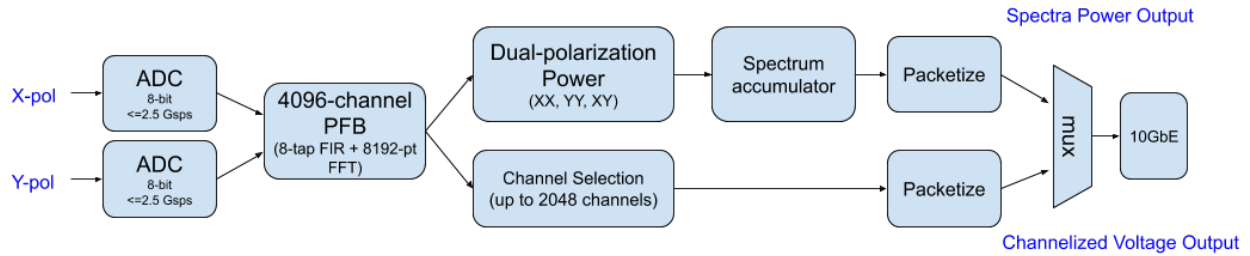 Spectra Power Output
X-pol
ADC
8-bit
<=2.5 Gsps
Y-pol
ADC
8-bit
<=2.5 Gsps
4096-channel
PFB
(8-tap FIR + 8192-pt
FFT)
Dual-polarization
Power
(XX, YY, XY)
Spectrum
accumulator
Packetize
Channel Selection
(up to 2048 channels)
Packetize
mux
10GbE
Channelized Voltage Output